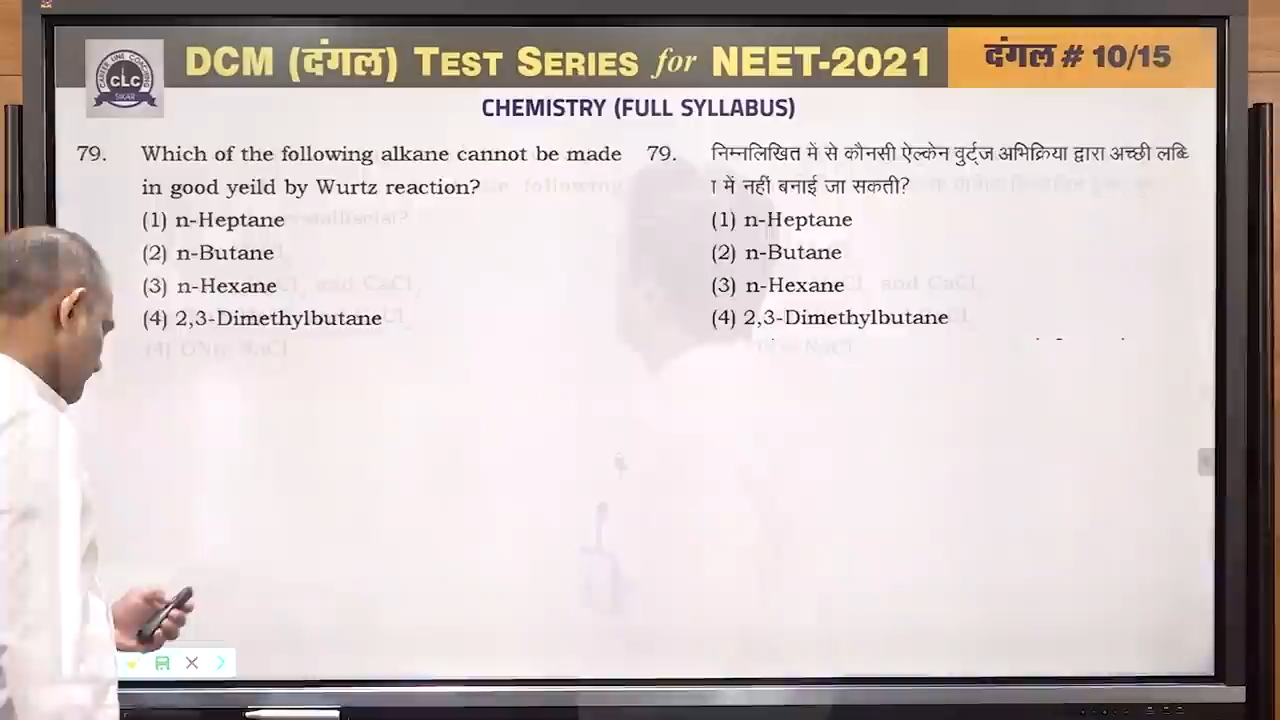 DCM (दंगल) TEST SERIES for NEET-2021
दंगल # 10/15
CLC
SIKAR
CHEMISTRY (FULL SYLLABUS)
79. Which of the following alkane cannot be made
in good yeild by Wurtz reaction?
(1) n-Heptane
(2) n-Butane
(3) n-Hexane
(4) 2,3-Dimethylbutane
79. निम्नलिखित में से कौनसी ऐल्केन वुर्ट्ज अभिक्रिया द्वारा अच्छी लब्धि
में नहीं बनाई जा सकती?
(1) n-Heptane
(2) n-Butane
(3) n-Hexane
(4) 2,3-Dimethylbutane